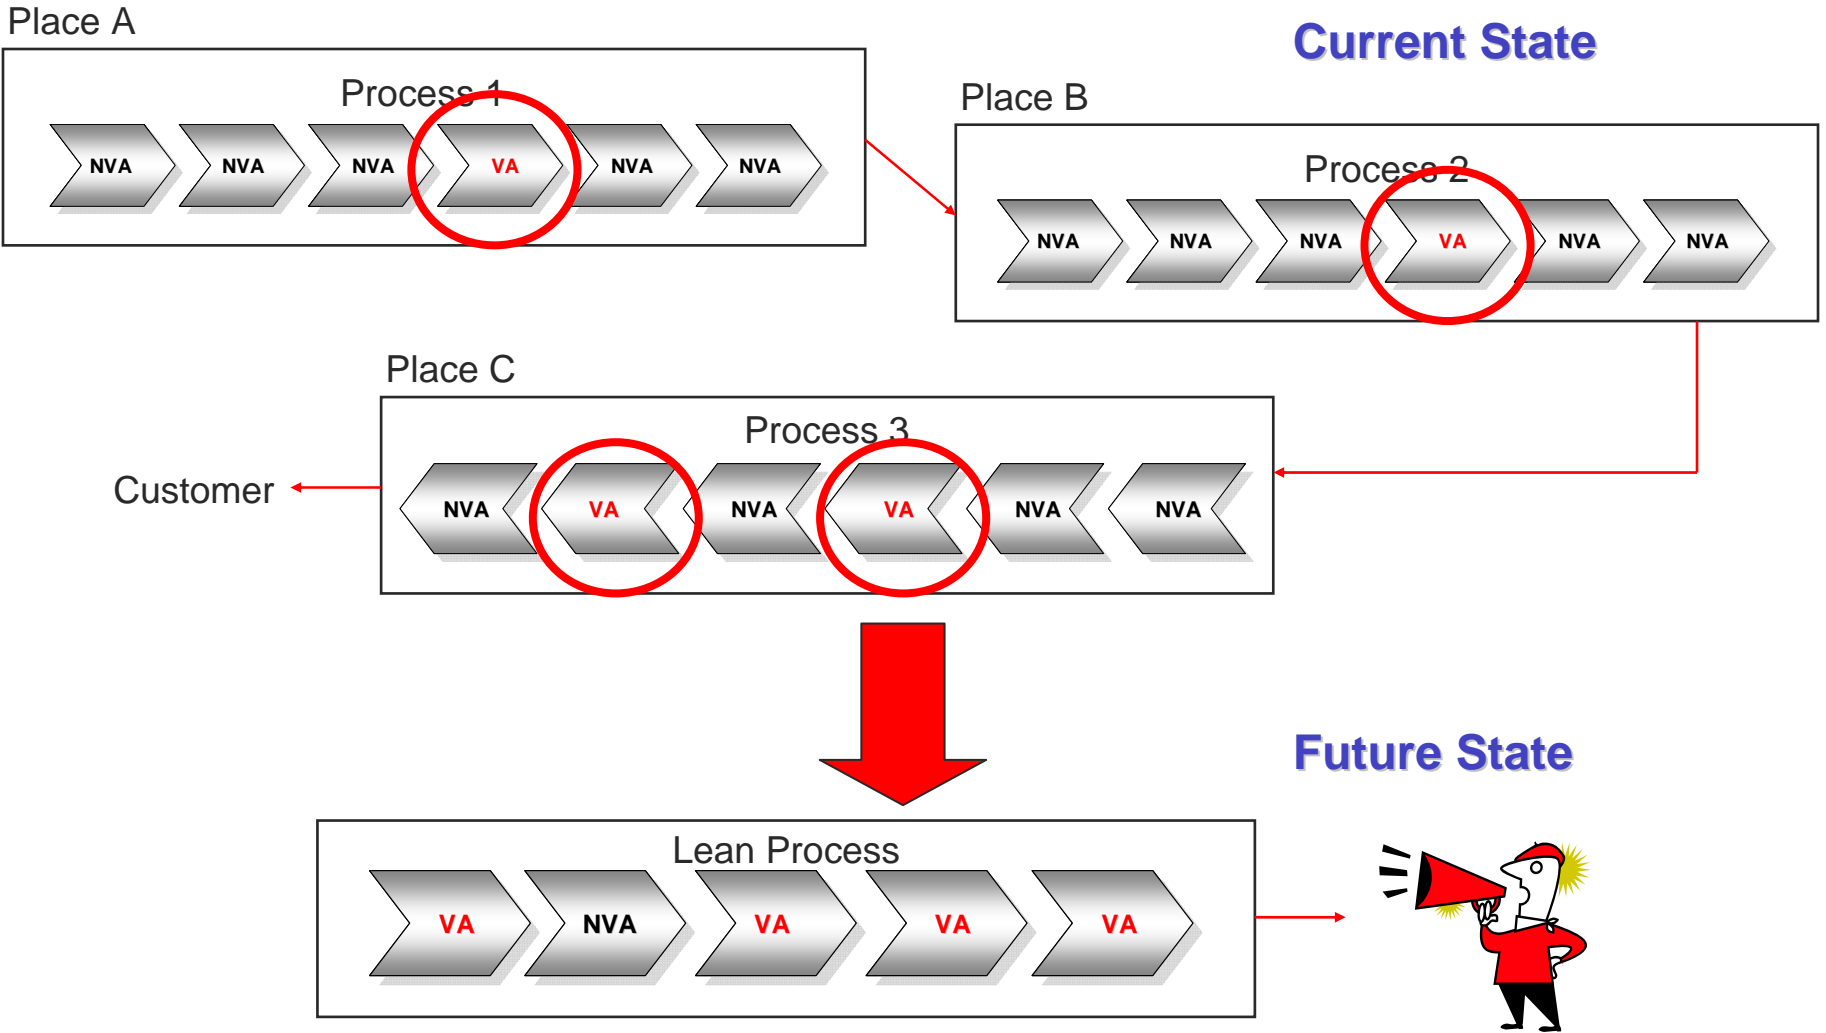 Place A
Current State
Process 1
NVA NVA NVA VA NVA NVA
Place B
Process 2
NVA NVA NVA VA NVA NVA
Place C
Process 3
Customer
NVA VA NVA VA NVA NVA
Future State
Lean Process
VA NVA VA VA VA